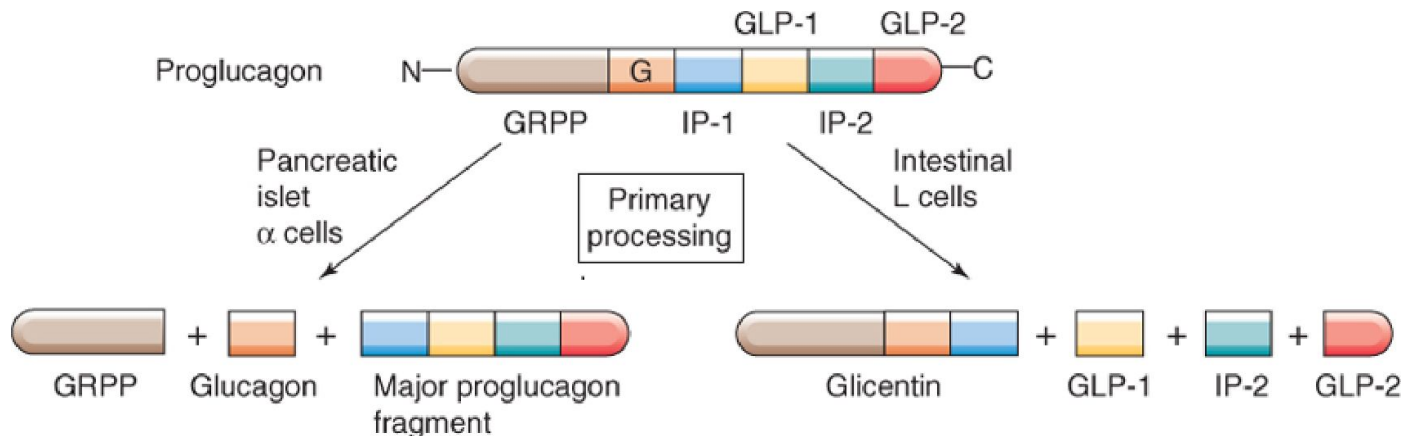 GLP-1 GLP-2
Proglucagon N C
G
GRPP IP-1 IP-2
Pancreatic
islet
α cells
Primary
processing
Intestinal
L cells
+ + + + +
GRPP Glucagon Major proglucagon
fragment
Glicentin GLP-1 IP-2 GLP-2